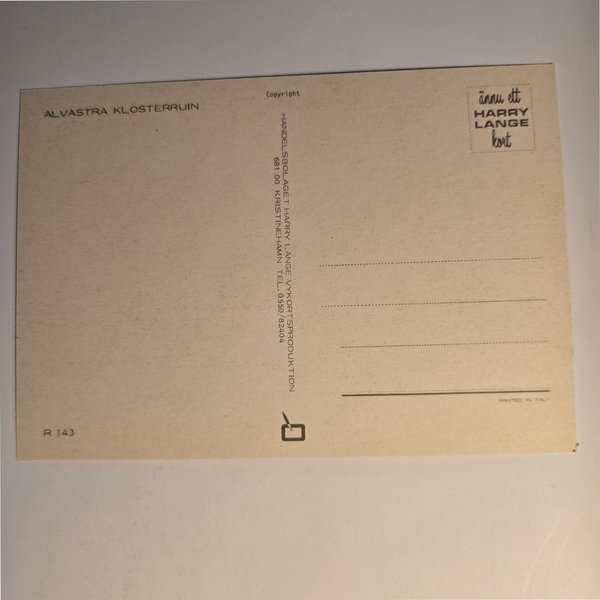 ALVASTRA KLOSTERRUIN
Copyright
HANDELSBOLAGET HARRY LANGE VYKORTSPRODUKTION
681 00 KRISTINEHAMN TEL. 0550/82404
ännu ett
HARRY
LANGE
kort
PRINTED IN ITALY
R 143